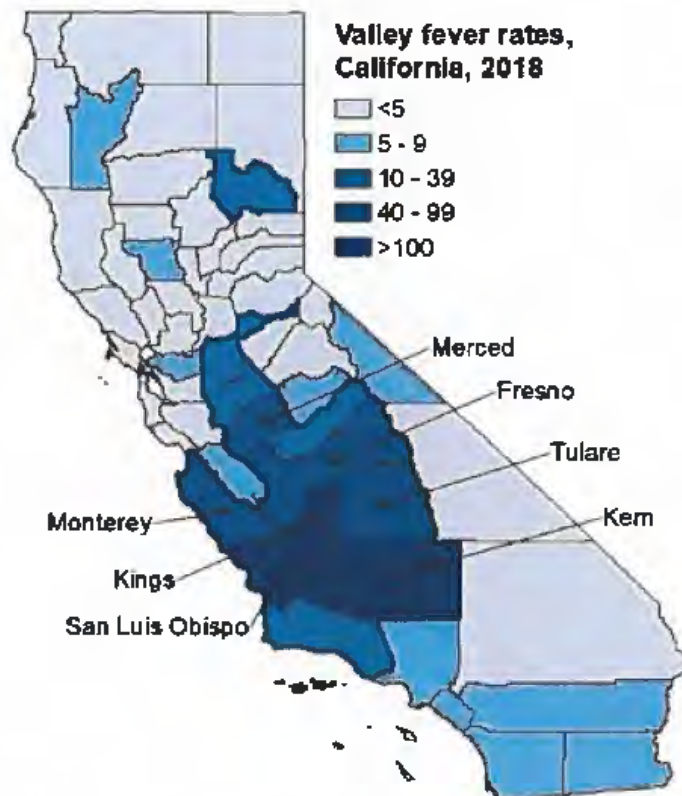 Valley fever rates,
California, 2018
<5
5 - 9
10 - 39
40 - 99
>100
Merced
Fresno
Tulare
Kern
Monterey
Kings
San Luis Obispo